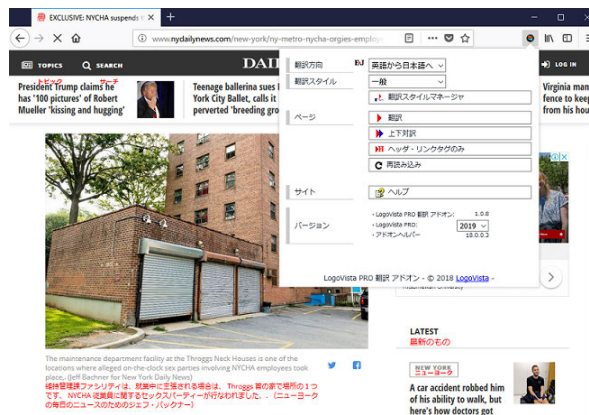 EXCLUSIVE: NYCHA suspends
www.nydailynews.com/new-york/ny-metro-nycha-orgies-employ
TOPICS
SEARCH
DAIL
LOG IN
トピック
サーチ
President Trump claims he
has '100 pictures' of Robert
Mueller 'kissing and hugging'
Teenage ballerina sues
York City Ballet, calls it
perverted 'breeding gro
Virginia man
fence to keep
from his hou
翻訳方向
EJ
英語から日本語へ
翻訳スタイル
一般
翻訳スタイルマネージャ
ページ
翻訳
上下対訳
ヘッダ・リンクタグのみ
再読み込み
サイト
ヘルプ
バージョン
・LogoVista PRO 翻訳 アドオン: 1.0.8
・LogoVista PRO: 2019
・アドオンヘルパー 18.0.0.3
LogoVista PRO 翻訳 アドオン - © 2018 LogoVista -
The maintenance department facility at the Throggs Neck Houses is one of
the locations where alleged on-the-clock sex parties involving NYCHA employees took
place,. (Jeff Bachner for New York Daily News)
維持管理課ファシリティは、就業中に主張される場合は、 Throggs 首の家で場所の1つ
です。 NYCHA 従業員に関するセックスパーティーが行なわれました、. （ニューヨーク
の毎日のニュースのためのジェフ・バックナー）
LATEST
最新のもの
NEW YORK
ニューヨーク
A car accident robbed him
of his ability to walk, but
here's how doctors got